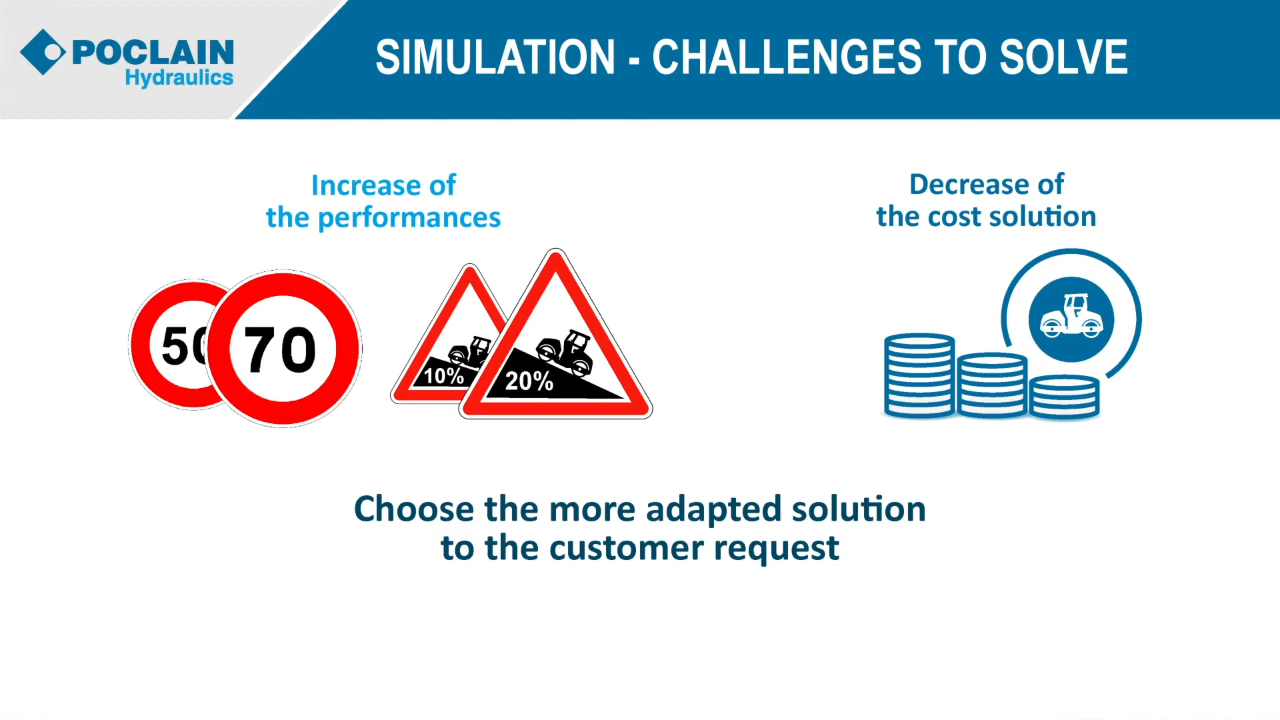 POCLAIN
Hydraulics
SIMULATION - CHALLENGES TO SOLVE
Increase of
the performances
50
70
10%
20%
Decrease of
the cost solution
Choose the more adapted solution
to the customer request